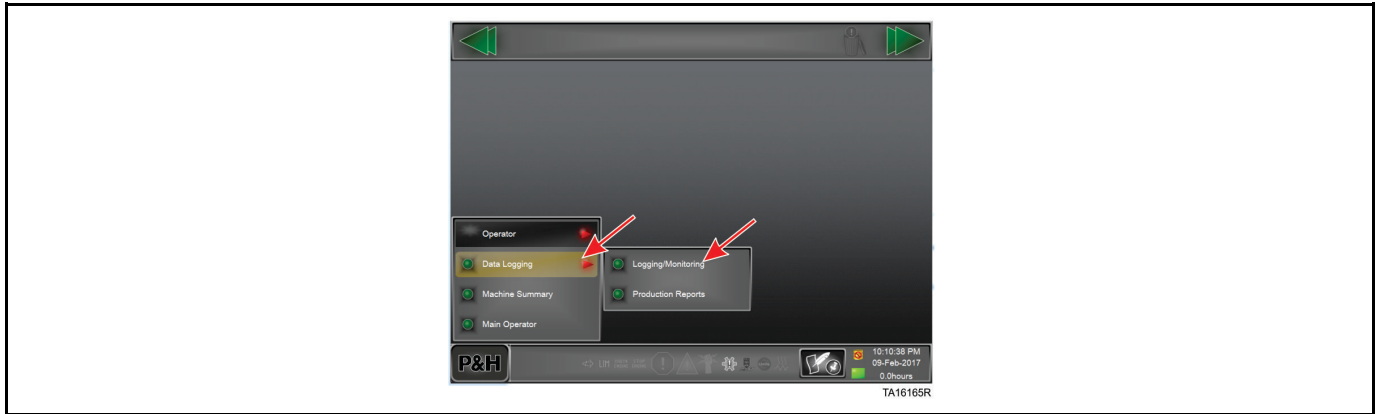 Operator
Data Logging
Logging/Monitoring
Machine Summary
Production Reports
Main Operator
P&H
LIM
10:10:38 PM
09-Feb-2017
0.0hours
TA16165R